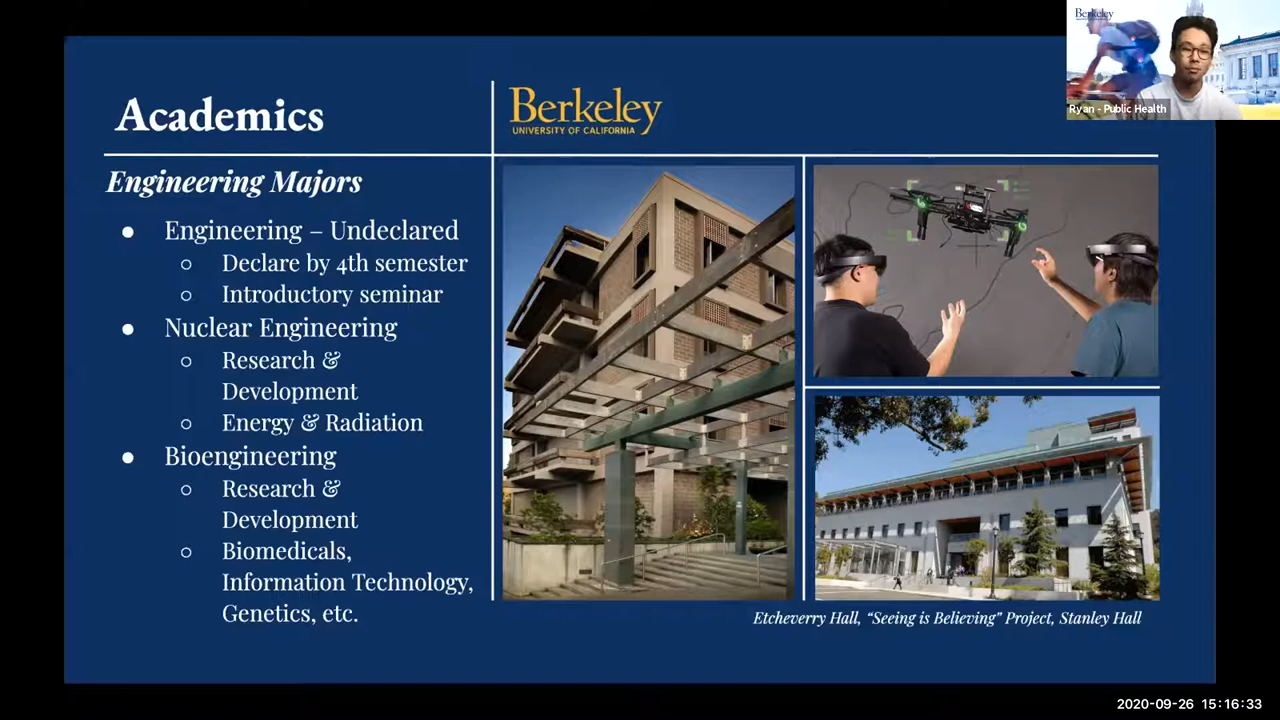 Berkeley
Ryan - Public Health
Academics
Berkeley
UNIVERSITY OF CALIFORNIA
Engineering Majors
● Engineering – Undeclared
○ Declare by 4th semester
○ Introductory seminar
● Nuclear Engineering
○ Research &
Development
○ Energy & Radiation
● Bioengineering
○ Research &
Development
○ Biomedicals,
Information Technology,
Genetics, etc.
Etcheverry Hall, “Seeing is Believing” Project, Stanley Hall
2020-09-26 15:16:33